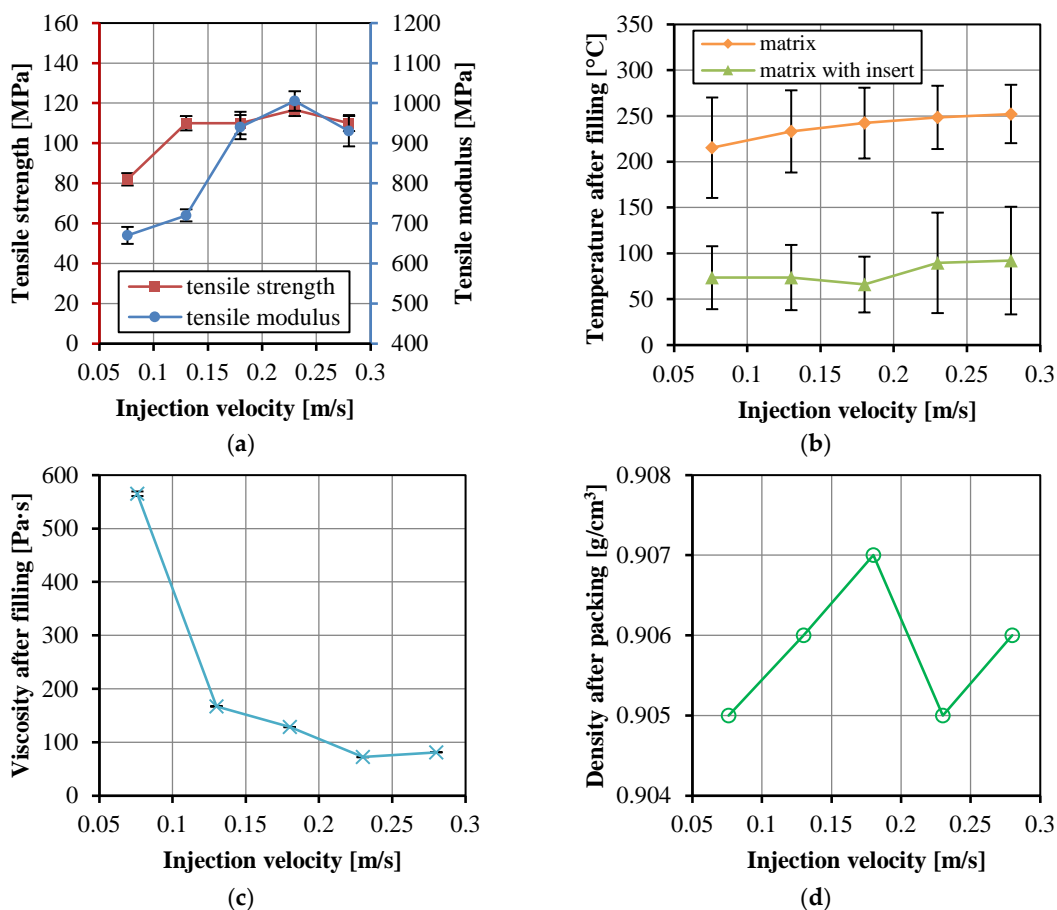 160
140
120
100
80
60
40
20
0
Tensile strength [MPa]
1200
1100
1000
900
800
700
600
500
400
Tensile modulus [MPa]
tensile strength
tensile modulus
0.05 0.1 0.15 0.2 0.25 0.3
Injection velocity [m/s]
(a)
350
300
250
200
150
100
50
0
Temperature after filling [°C]
matrix
matrix with insert
0.05 0.1 0.15 0.2 0.25 0.3
Injection velocity [m/s]
(b)
600
500
400
300
200
100
0
Viscosity after filling [Pa·s]
0.05 0.1 0.15 0.2 0.25 0.3
Injection velocity [m/s]
(c)
0.908
0.907
0.906
0.905
0.904
Density after packing [g/cm³]
0.05 0.1 0.15 0.2 0.25 0.3
Injection velocity [m/s]
(d)